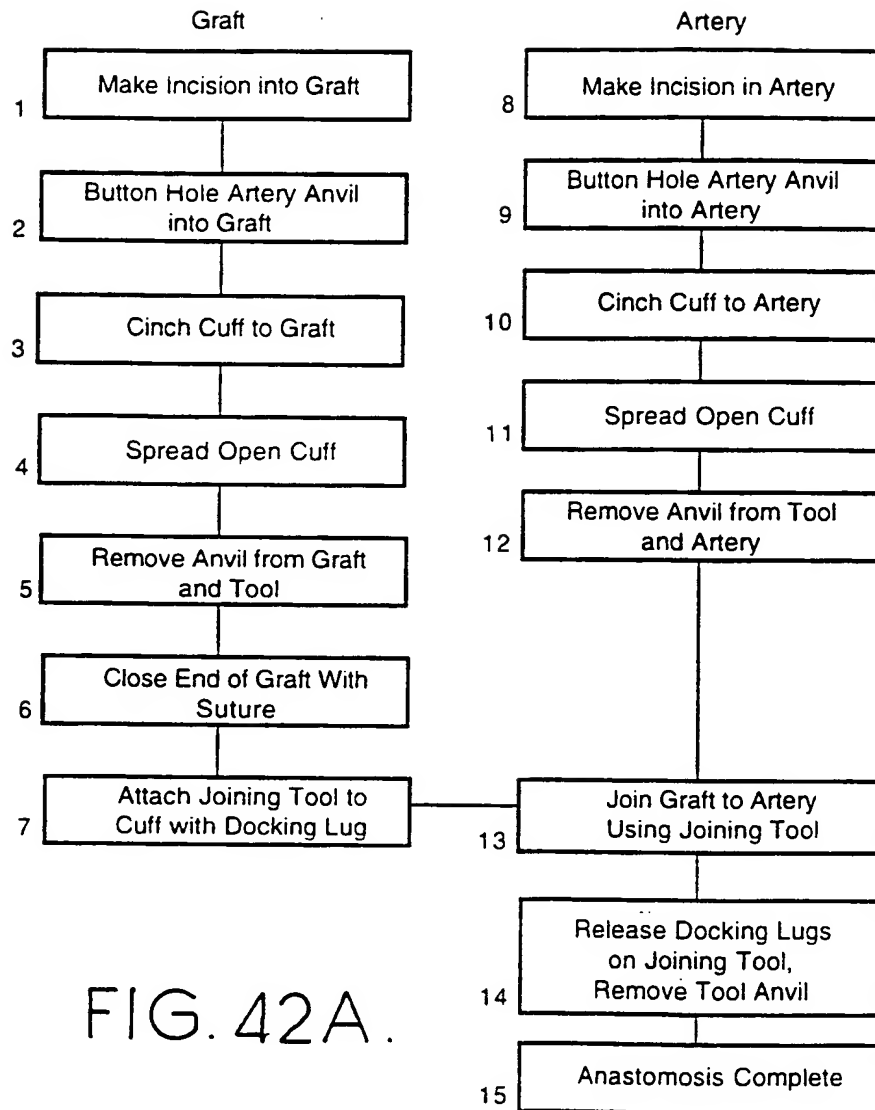 Graft
1
Make Incision into Graft
2
Button Hole Artery Anvil
into Graft
3
Cinch Cuff to Graft
4
Spread Open Cuff
5
Remove Anvil from Graft
and Tool
6
Close End of Graft With
Suture
7
Attach Joining Tool to
Cuff with Docking Lug
Artery
8
Make Incision in Artery
9
Button Hole Artery Anvil
into Artery
10
Cinch Cuff to Artery
11
Spread Open Cuff
12
Remove Anvil from Tool
and Artery
13
Join Graft to Artery
Using Joining Tool
14
Release Docking Lugs
on Joining Tool,
Remove Tool Anvil
15
Anastomosis Complete
FIG. 42A.